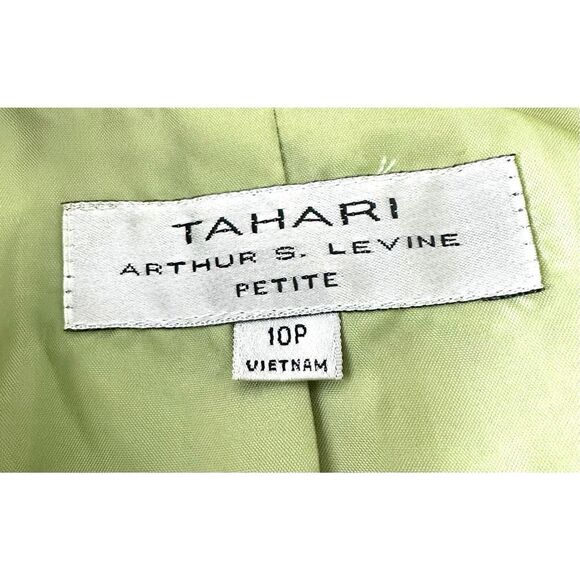 TAHARI
ARTHUR S. LEVINE
PETITE
10P
VIETNAM